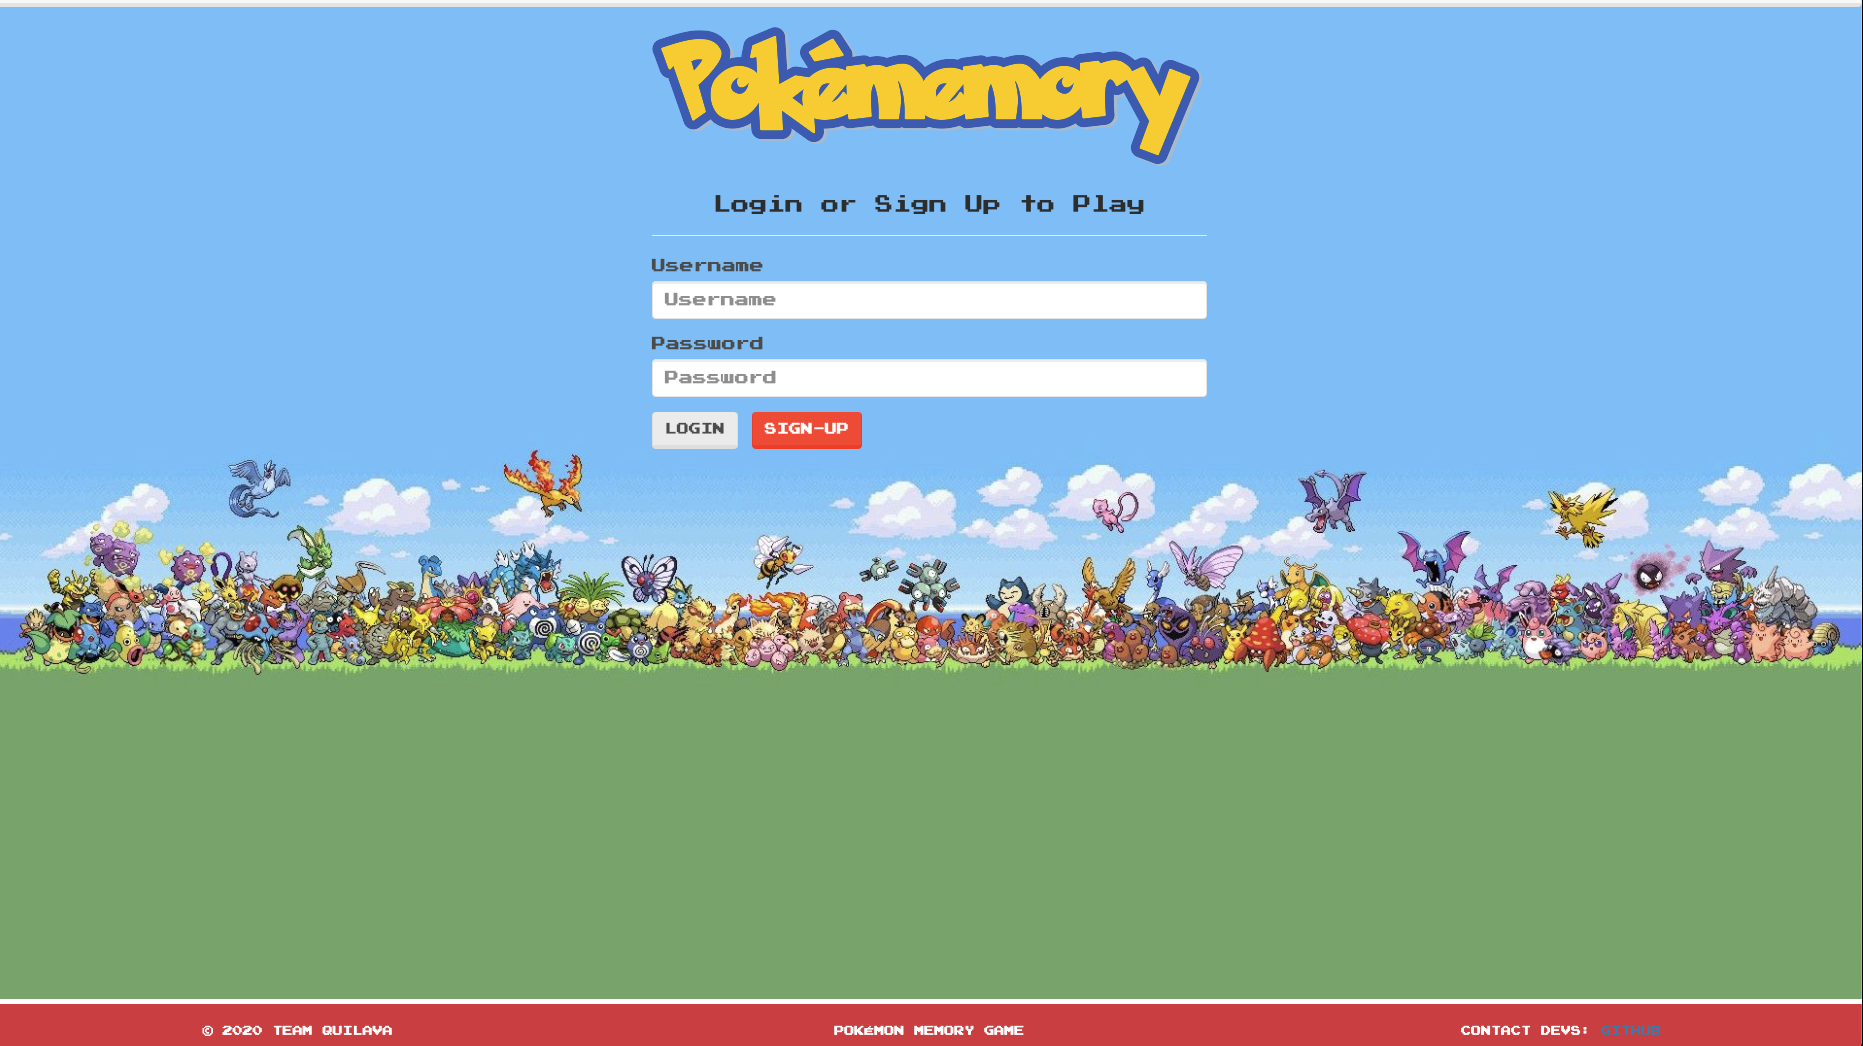 Pokémemory
Login or Sign Up to Play
Username
Username
Password
Password
LOGIN SIGN-UP
© 2020 TEAM QUILAVA POKéMON MEMORY GAME CONTACT DEVS: GITHUB